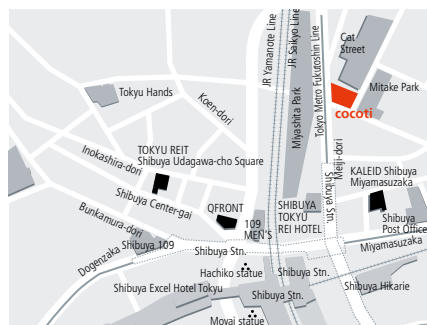 JR Yamanote Line
JR Saikyo Line
Tokyo Metro Fukutoshin Line
Cat
Street
Mitake Park
cocoti
Tokyu Hands
Koen-dori
Miyashita Park
Meiji-dori
Inokashira-dori
TOKYU REIT
Shibuya Udagawa-cho Square
KALEID Shibuya
Miyamasuzaka
Shibuya Stn.
Shibuya Center-gai
QFRONT
SHIBUYA
TOKYU
REI HOTEL
Shibuya
Post Office
Bunkamura-dori
109
MEN'S
Miyamasuzaka
Shibuya 109
Dogenzaka
Shibuya Stn.
Hachiko statue
Shibuya Stn.
Shibuya Excel Hotel Tokyu
Shibuya Stn.
Shibuya Hikarie
Moyai statue